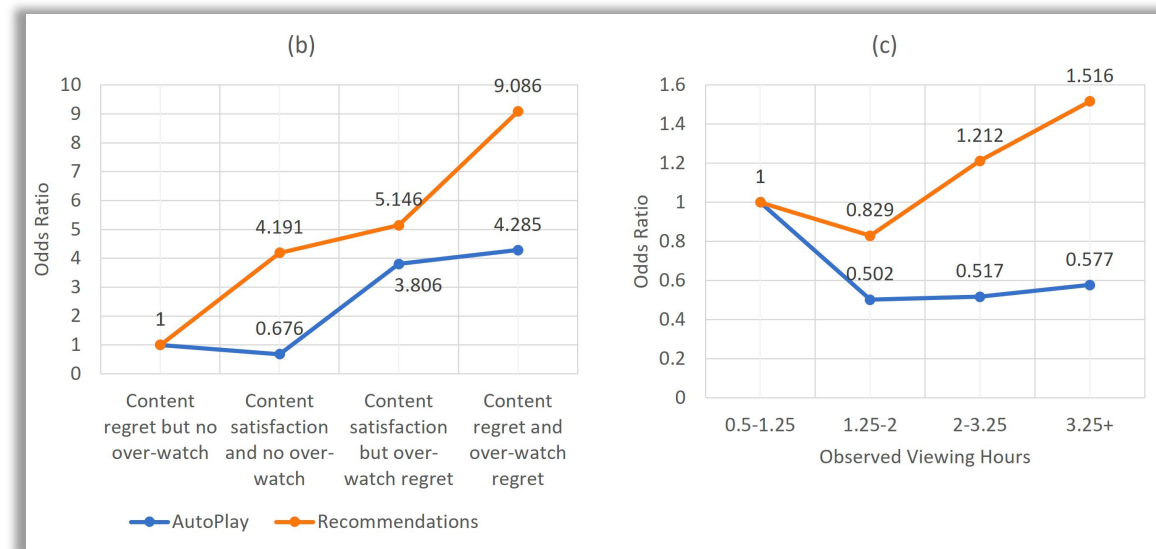 (b)
10
9
8
7
6
5
4
3
2
1
0
Odds Ratio
1
4.191
5.146
9.086
0.676
3.806
4.285
Content
regret but no
over-watch
Content
satisfaction
and no over-
watch
Content
satisfaction
but over-
watch regret
Content
regret and
over-watch
regret
AutoPlay
Recommendations
(c)
1.6
1.4
1.2
1
0.8
0.6
0.4
0.2
0
Odds Ratio
1
0.829
1.212
1.516
0.502
0.517
0.577
0.5-1.25
1.25-2
2-3.25
3.25+
Observed Viewing Hours